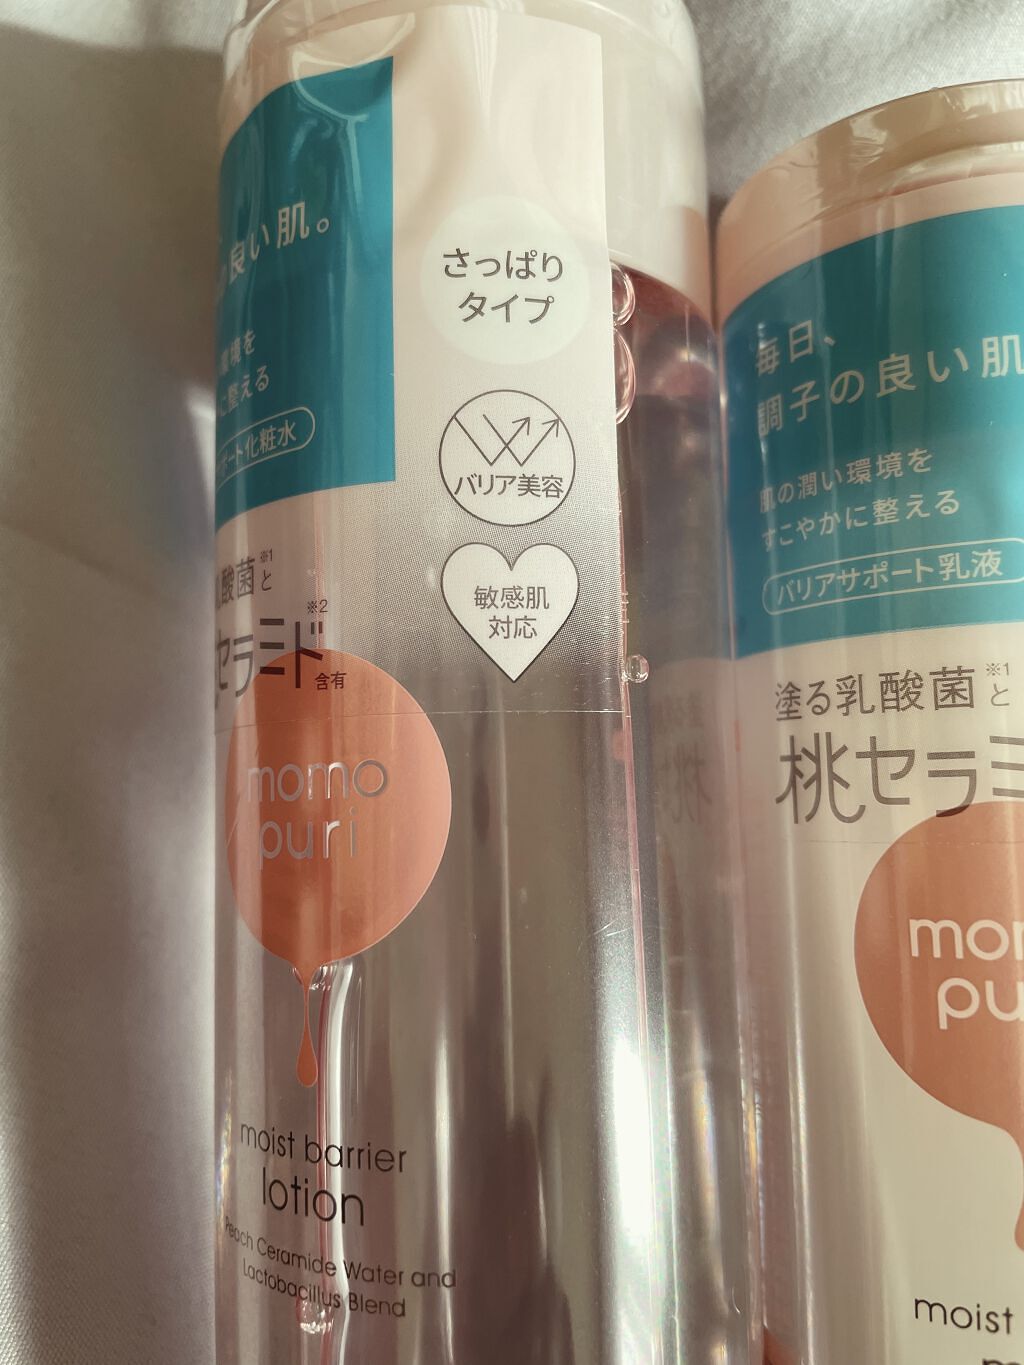 の良い肌。
環境を
に整える
ポート化粧水
さっぱり
タイプ
バリア美容
敏感肌
対応
乳酸菌※1と
セラミド※2含有
momo
puri
moist barrier
lotion
Peach Ceramide Water and
Lactobacillus Blend
毎日、
調子の良い肌
肌の潤い環境を
すこやかに整える
バリアサポート乳液
塗る乳酸菌※1と
桃セラミ
mom
pu
moist